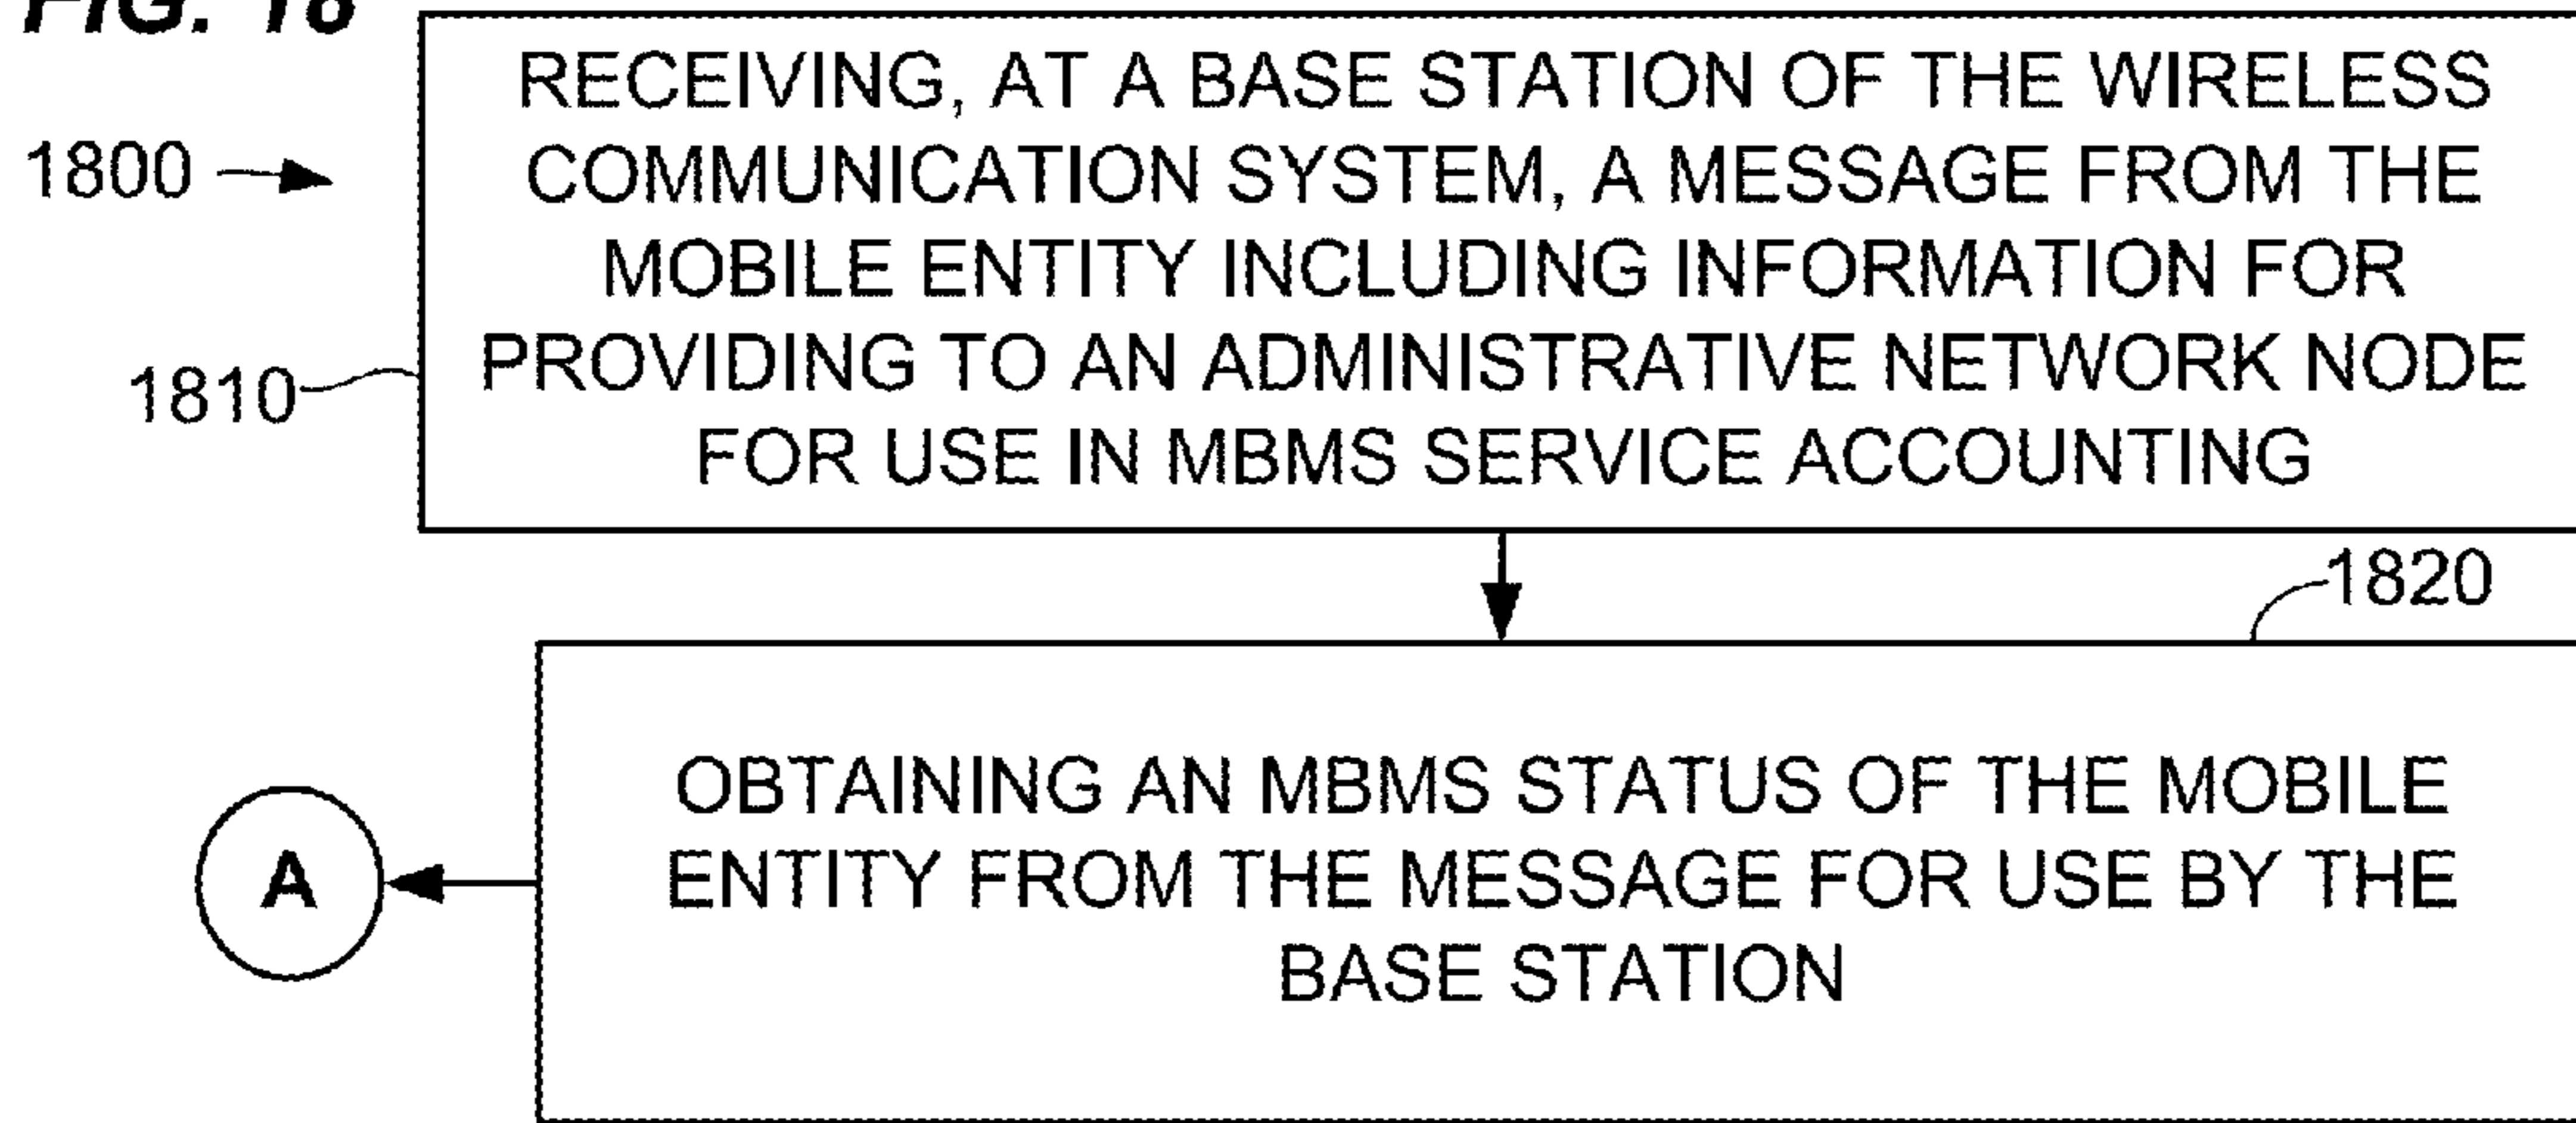 FIG. 18
RECEIVING, AT A BASE STATION OF THE WIRELESS
1800
COMMUNICATION SYSTEM, A MESSAGE FROM THE
MOBILE ENTITY INCLUDING INFORMATION FOR
PROVIDING TO AN ADMINISTRATIVE NETWORK NODE
1810
FOR USE IN MBMS SERVICE ACCOUNTING
1820
OBTAINING AN MBMS STATUS OF THE MOBILE
A
ENTITY FROM THE MESSAGE FOR USE BY THE
BASE STATION